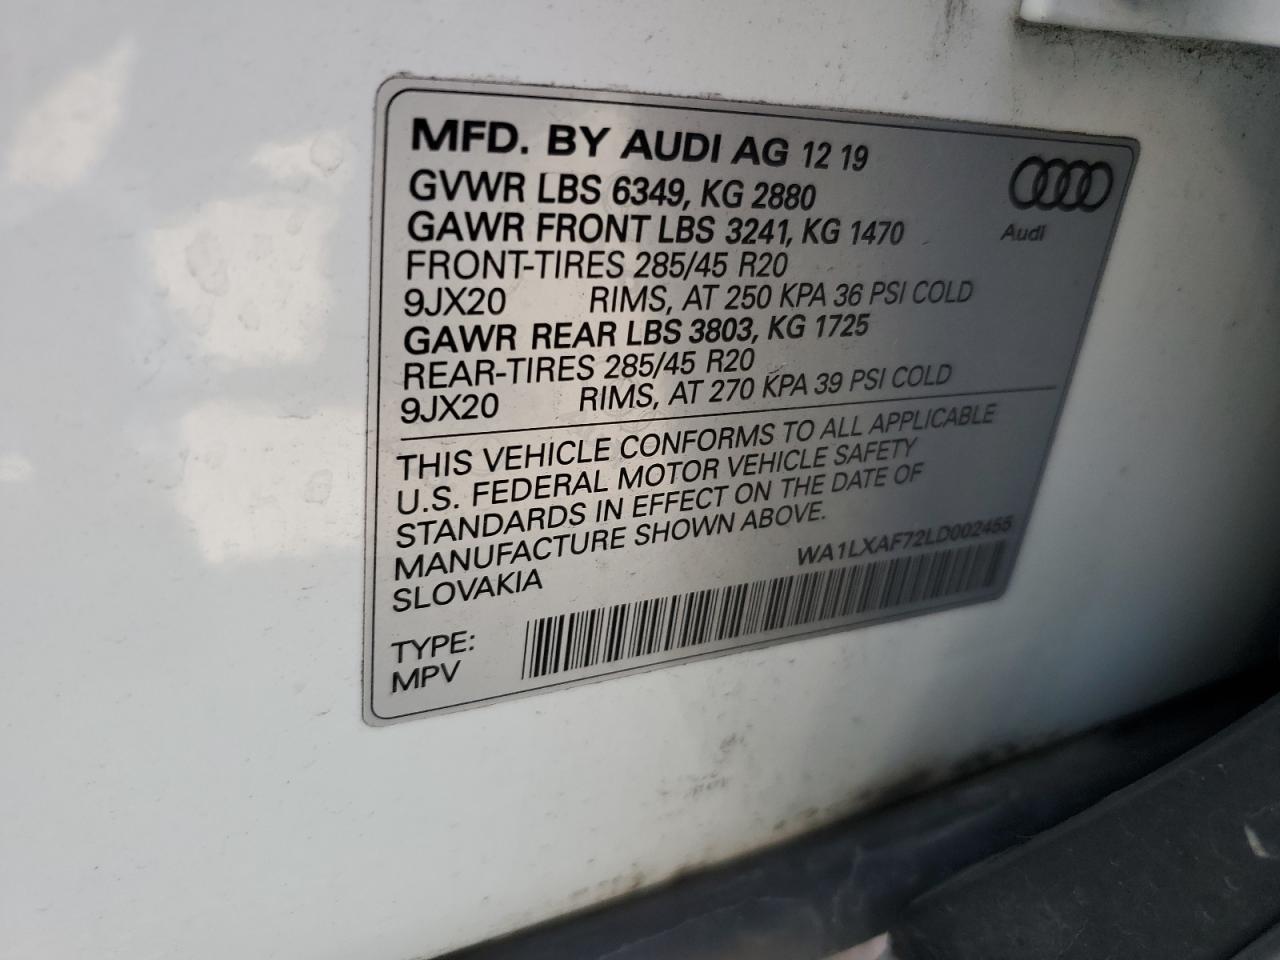 MFD. BY AUDI AG 12 19
GVWR LBS 6349, KG 2880
GAWR FRONT LBS 3241, KG 1470
Audi
FRONT-TIRES 285/45 R20
9JX20 RIMS, AT 250 KPA 36 PSI COLD
GAWR REAR LBS 3803, KG 1725
REAR-TIRES 285/45 R20
9JX20 RIMS, AT 270 KPA 39 PSI COLD
THIS VEHICLE CONFORMS TO ALL APPLICABLE
U.S. FEDERAL MOTOR VEHICLE SAFETY
STANDARDS IN EFFECT ON THE DATE OF
MANUFACTURE SHOWN ABOVE.
SLOVAKIA
WA1LXAF72LD002455
TYPE:
MPV